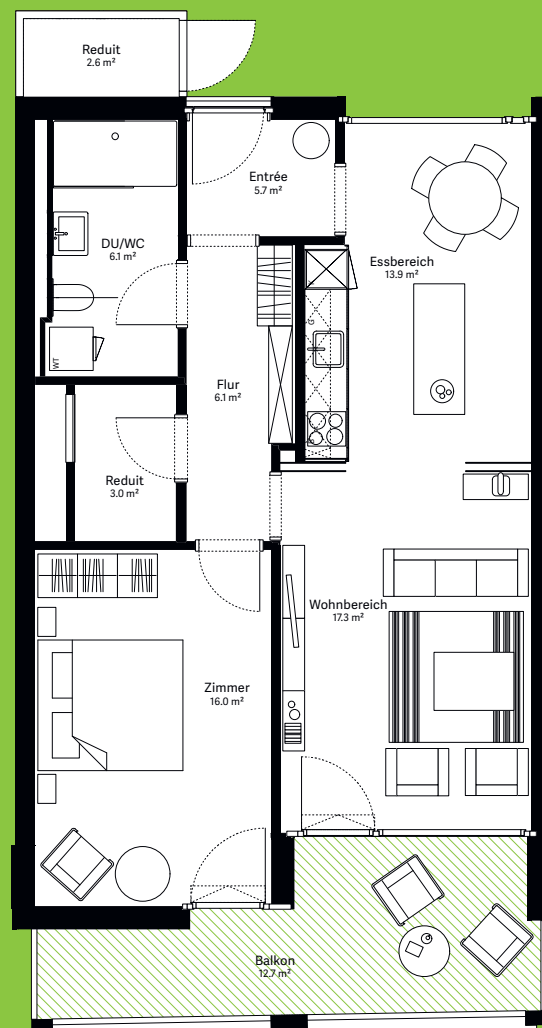 Reduit
2.6 m²
Entrée
5.7 m²
DU/WC
6.1 m²
Essbereich
13.9 m²
WT
G
Flur
6.1 m²
Reduit
3.0 m²
Wohnbereich
17.3 m²
Zimmer
16.0 m²
Balkon
12.7 m²